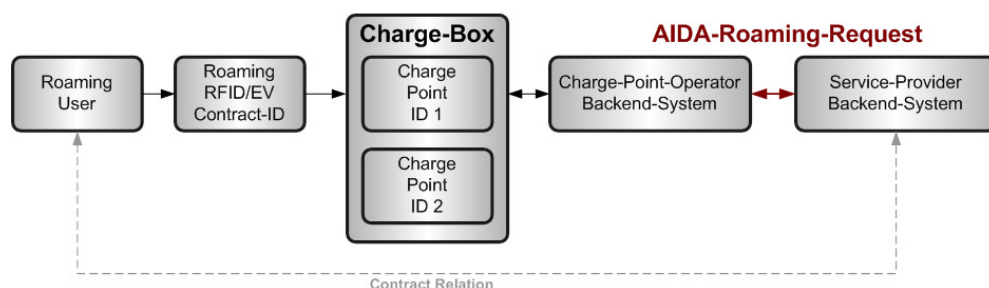 Charge-Box
AIDA-Roaming-Request
Roaming
User
Roaming
RFID/EV
Contract-ID
Charge
Point
ID 1
Charge
Point
ID 2
Charge-Point-Operator
Backend-System
Service-Provider
Backend-System
Contract Relation